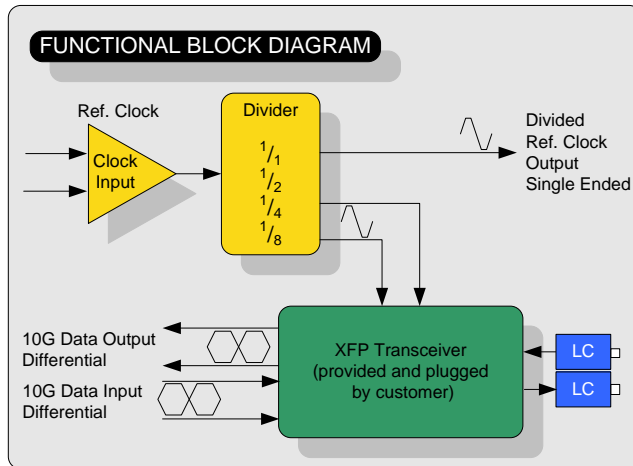 FUNCTIONAL BLOCK DIAGRAM
Ref. Clock
Clock
Input
Divider
1/1
1/2
1/4
1/8
Divided
Ref. Clock
Output
Single Ended
10G Data Output
Differential
10G Data Input
Differential
XFP Transceiver
(provided and plugged
by customer)
LC
LC